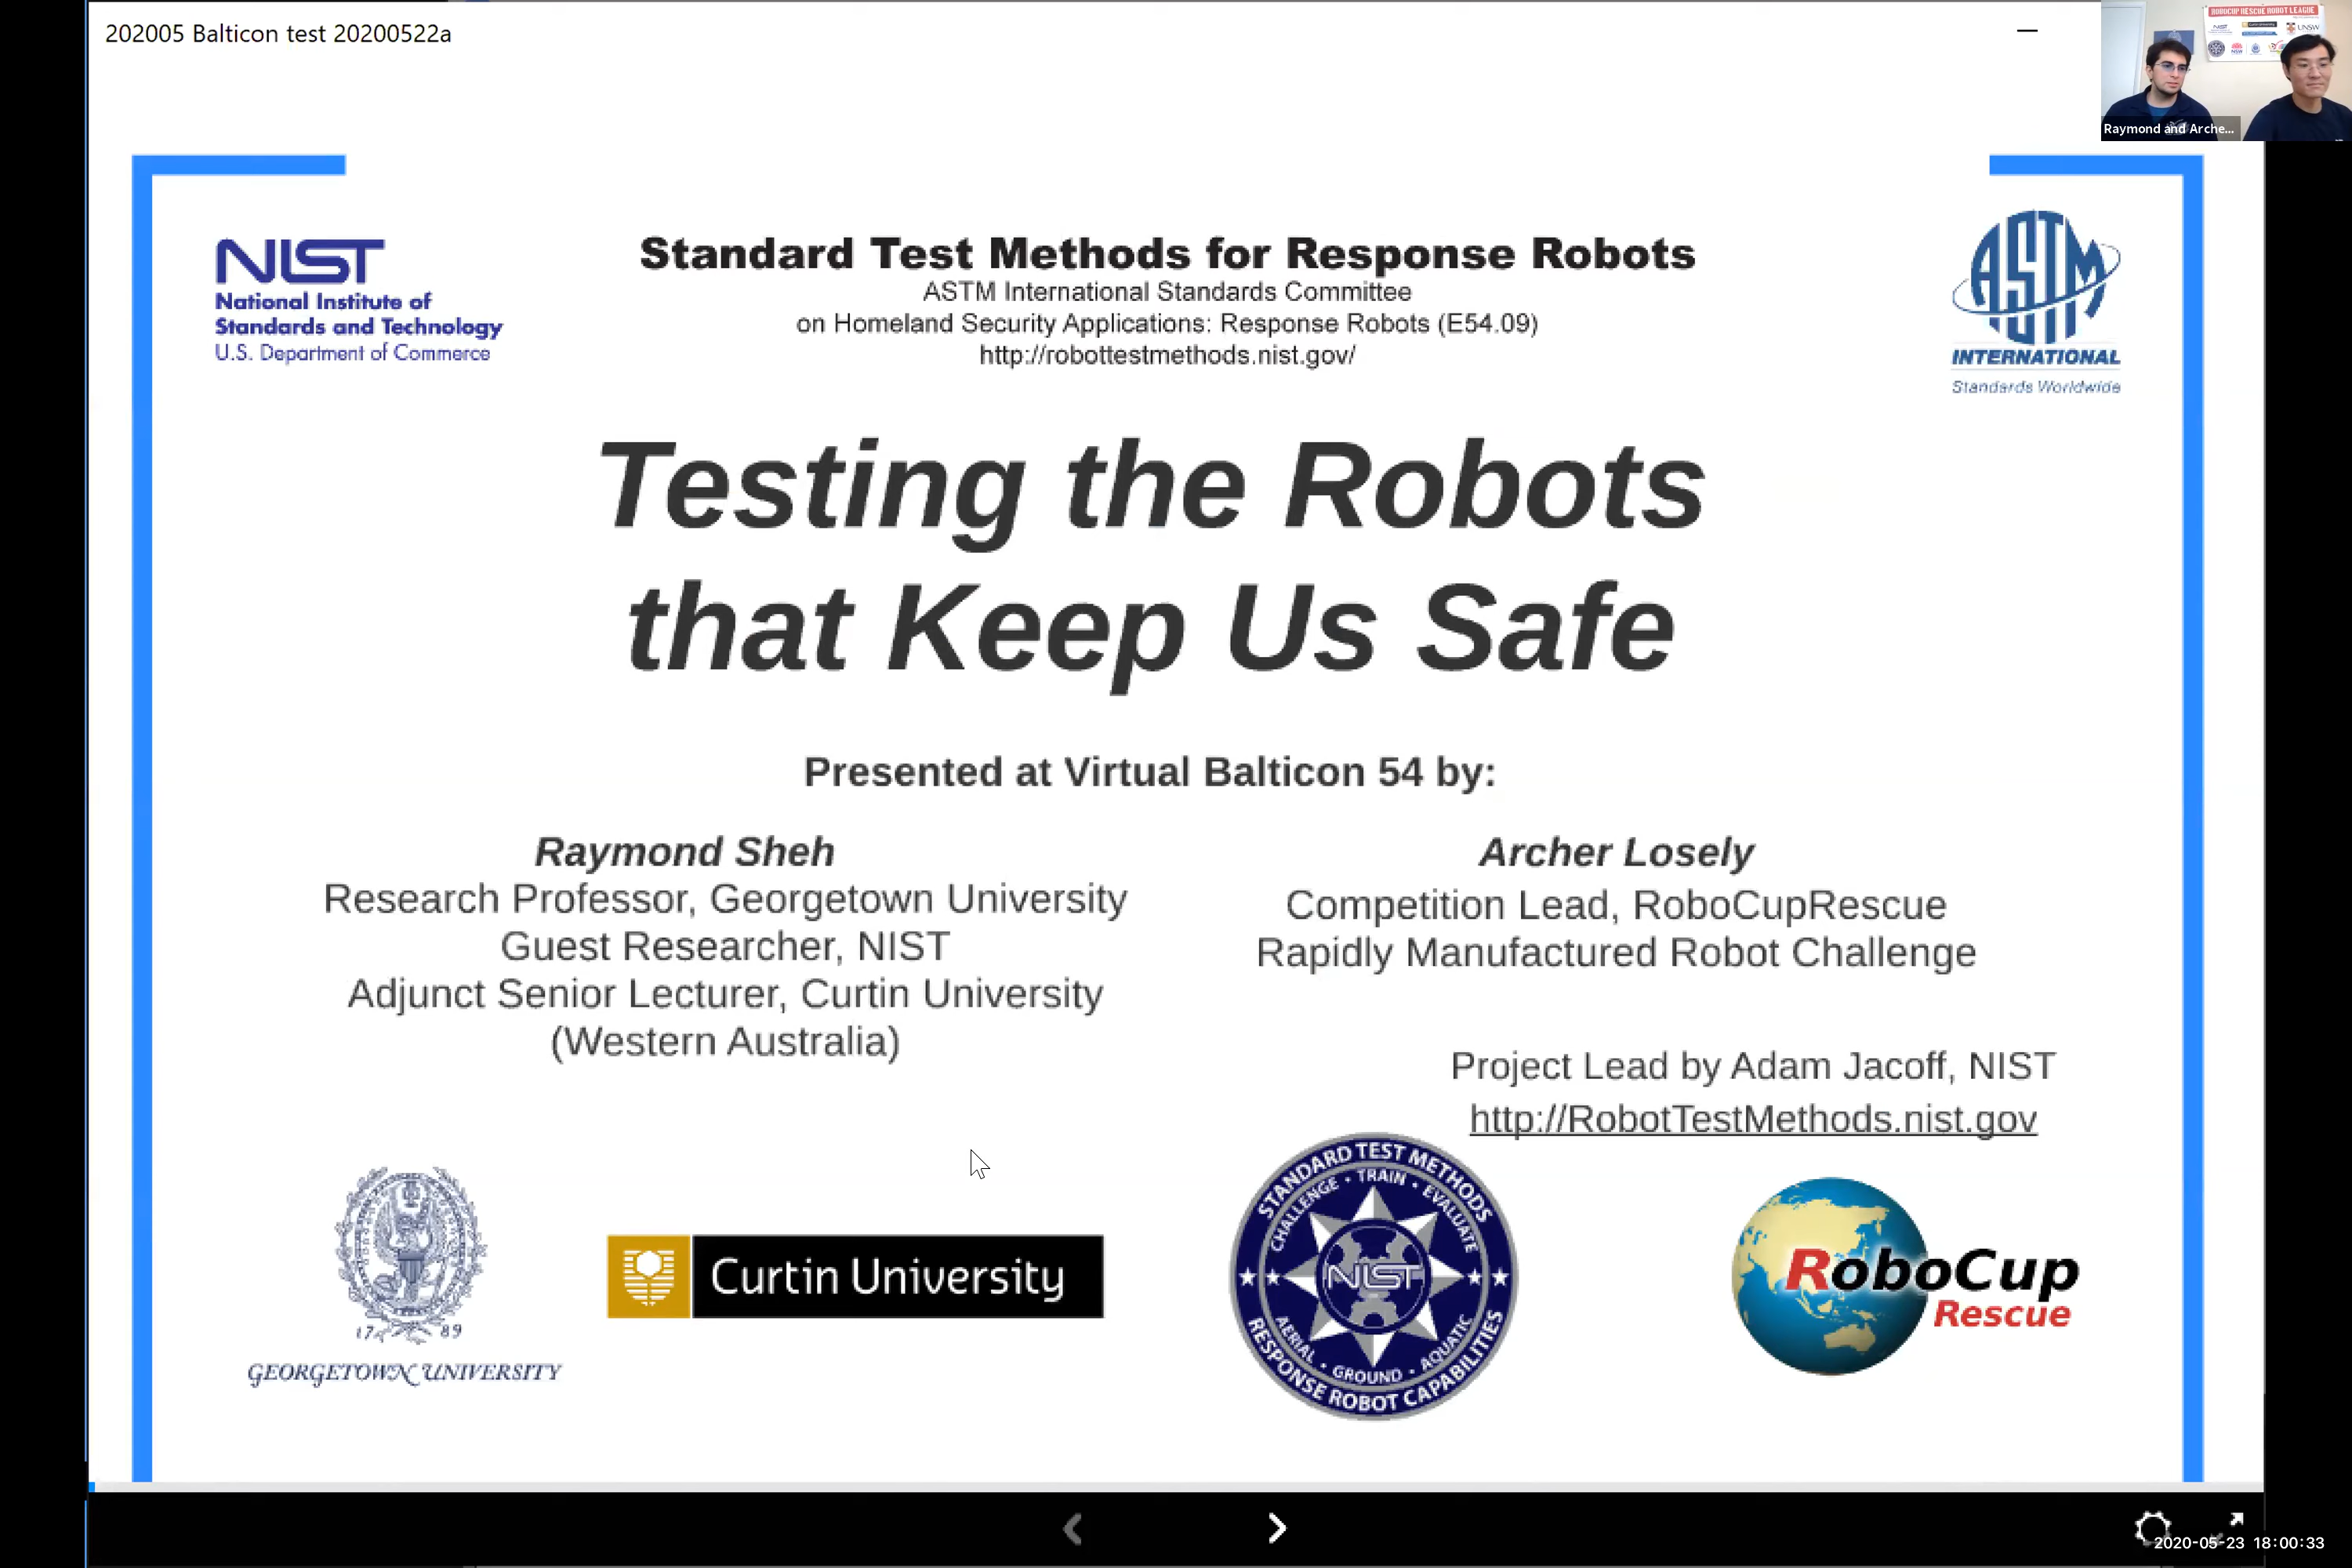 202005 Balticon test 20200522a
ROBOCUP RESCUE ROBOT LEAGUE
UNSW
Raymond and Arche...
NIST
National Institute of
Standards and Technology
U.S. Department of Commerce
Standard Test Methods for Response Robots
ASTM International Standards Committee
on Homeland Security Applications: Response Robots (E54.09)
http://robottestmethods.nist.gov/
ASTM
INTERNATIONAL
Standards Worldwide
Testing the Robots
that Keep Us Safe
Presented at Virtual Balticon 54 by:
Raymond Sheh
Research Professor, Georgetown University
Guest Researcher, NIST
Adjunct Senior Lecturer, Curtin University
(Western Australia)
Archer Losely
Competition Lead, RoboCupRescue
Rapidly Manufactured Robot Challenge
Project Lead by Adam Jacoff, NIST
http://RobotTestMethods.nist.gov
1789
GEORGETOWN UNIVERSITY
Curtin University
STANDARD TEST METHODS
CHALLENGE • TRAIN • EVALUATE
NIST
AERIAL • GROUND • AQUATIC
RESPONSE ROBOT CAPABILITIES
RoboCup
Rescue
2020-05-23 18:00:33